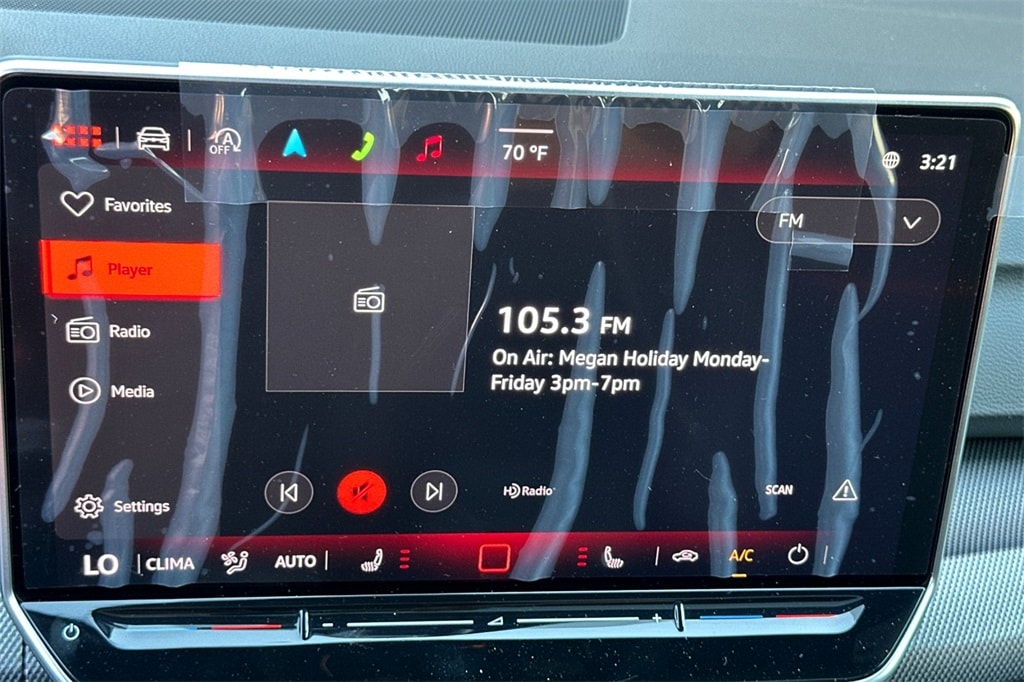 A
OFF
70 °F
3:21
Favorites
FM
Player
Radio
105.3 FM
On Air: Megan Holiday Monday-
Friday 3pm-7pm
Media
HD Radio
SCAN
Settings
LO CLIMA AUTO A/C
- +